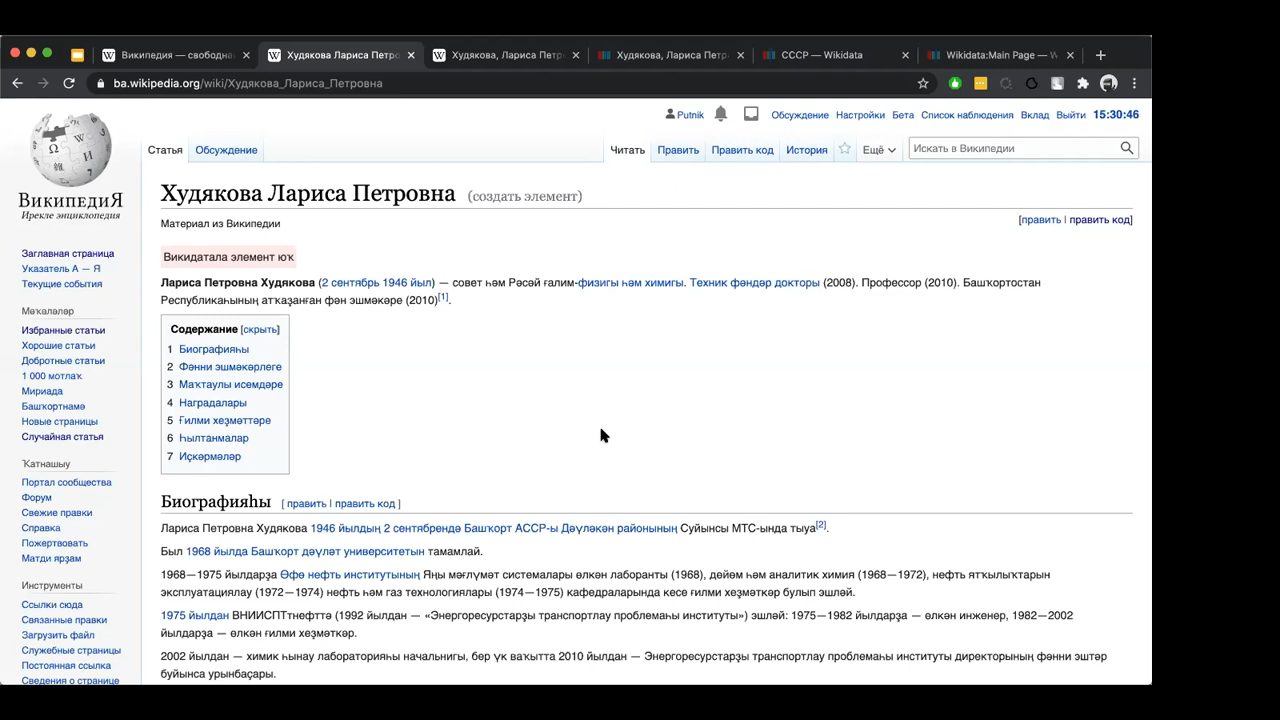 Википедия — свободна
Худякова Лариса Петро
Худякова, Лариса Петр
Худякова, Лариса Петр
СССР — Wikidata
Wikidata:Main Page — W
ba.wikipedia.org/wiki/Худякова_Лариса_Петровна
Putnik Обсуждение Настройки Бета Список наблюдения Вклад Выйти 15:30:46
Статья Обсуждение Читать Править Править код История Ещё Искать в Википедии
ВикипедиЯ
Ирекле энциклопедия
Заглавная страница
Указатель А — Я
Текущие события
Мәҡәләләр
Избранные статьи
Хорошие статьи
Добротные статьи
1 000 мотлаҡ
Мириада
Башҡортнамә
Новые страницы
Случайная статья
Ҡатнашыу
Портал сообщества
Форум
Свежие правки
Справка
Пожертвовать
Матди ярҙам
Инструменты
Ссылки сюда
Связанные правки
Загрузить файл
Служебные страницы
Постоянная ссылка
Сведения о странице
Худякова Лариса Петровна (создать элемент)
Материал из Википедии [править | править код]
Викидатала элемент юҡ
Лариса Петровна Худякова (2 сентябрь 1946 йыл) — совет һәм Рәсәй ғалим-физигы һәм химигы. Техник фәндәр докторы (2008). Профессор (2010). Башҡортостан
Республикаһының атҡаҙанған фән эшмәкәре (2010)[1].
Содержание [скрыть]
1 Биографияһы
2 Фәнни эшмәкәрлеге
3 Маҡтаулы исемдәре
4 Наградалары
5 Ғилми хеҙмәттәре
6 Һылтанмалар
7 Иҫкәрмәләр
Биографияһы [ править | править код ]
Лариса Петровна Худякова 1946 йылдың 2 сентябрендә Башҡорт АССР-ы Дәүләкән районының Суйынсы МТС-ында тыуа[2].
Был 1968 йылда Башҡорт дәүләт университетын тамамлай.
1968—1975 йылдарҙа Өфө нефть институтының Яңы мәғлүмәт системалары өлкән лаборанты (1968), дөйөм һәм аналитик химия (1968—1972), нефть ятҡылыҡтарын
эксплуатациялау (1972—1974) нефть һәм газ технологиялары (1974—1975) кафедраларында кесе ғилми хеҙмәткәр булып эшләй.
1975 йылдан ВНИИСПТнефттә (1992 йылдан — «Энергоресурстарҙы транспортлау проблемаһы институты») эшләй: 1975—1982 йылдарҙа — өлкән инженер, 1982—2002
йылдарҙа — өлкән ғилми хеҙмәткәр.
2002 йылдан — химик һынау лабораторияһы начальнигы, бер үк ваҡытта 2010 йылдан — Энергоресурстарҙы транспортлау проблемаһы институты директорының фәнни эштәр
буйынса урынбаҫары.